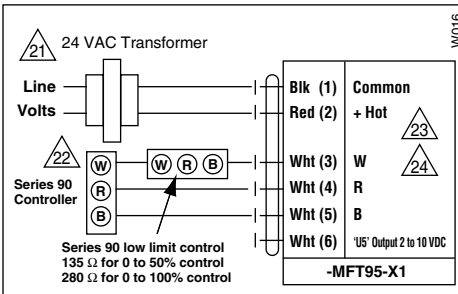 W016
21 24 VAC Transformer
Line
Volts
Blk (1) Common
Red (2) + Hot
23
22
24
W W R B Wht (3) W
Series 90 Controller
R Wht (4) R
B Wht (5) B
Wht (6) 'U5' Output 2 to 10 VDC
Series 90 low limit control
135 Ω for 0 to 50% control
280 Ω for 0 to 100% control
-MFT95-X1